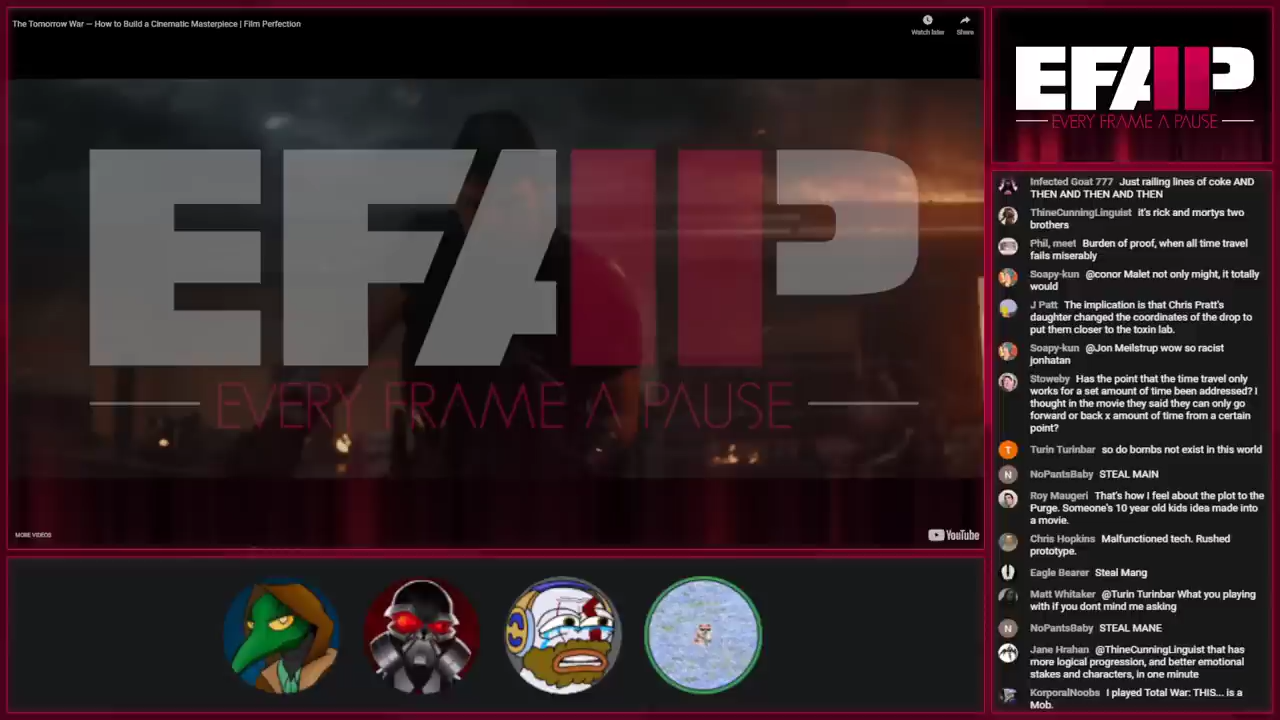 The Tomorrow War — How to Build a Cinematic Masterpiece | Film Perfection
Watch later
Share
EFAP
EVERY FRAME A PAUSE
MORE VIDEOS
YouTube
EFAP
EVERY FRAME A PAUSE
Infected Goat 777 Just railing lines of coke AND
THEN AND THEN AND THEN
ThineCunningLinguist it's rick and mortys two
brothers
Phil, meet Burden of proof, when all time travel
fails miserably
Soapy-kun @conor Malet not only might, it totally
would
J Patt The implication is that Chris Pratt's
daughter changed the coordinates of the drop to
put them closer to the toxin lab.
Soapy-kun @Jon Meilstrup wow so racist
jonhatan
Stoweby Has the point that the time travel only
works for a set amount of time been addressed? I
thought in the movie they said they can only go
forward or back x amount of time from a certain
point?
T
Turin Turinbar so do bombs not exist in this world
N
NoPantsBaby STEAL MAIN
Roy Maugeri That's how I feel about the plot to the
Purge. Someone's 10 year old kids idea made into
a movie.
Chris Hopkins Malfunctioned tech. Rushed
prototype.
Eagle Bearer Steal Mang
Matt Whitaker @Turin Turinbar What you playing
with if you dont mind me asking
N
NoPantsBaby STEAL MANE
Jane Hrahan @ThineCunningLinguist that has
more logical progression, and better emotional
stakes and characters, in one minute
KorporalNoobs I played Total War: THIS... is a
Mob.